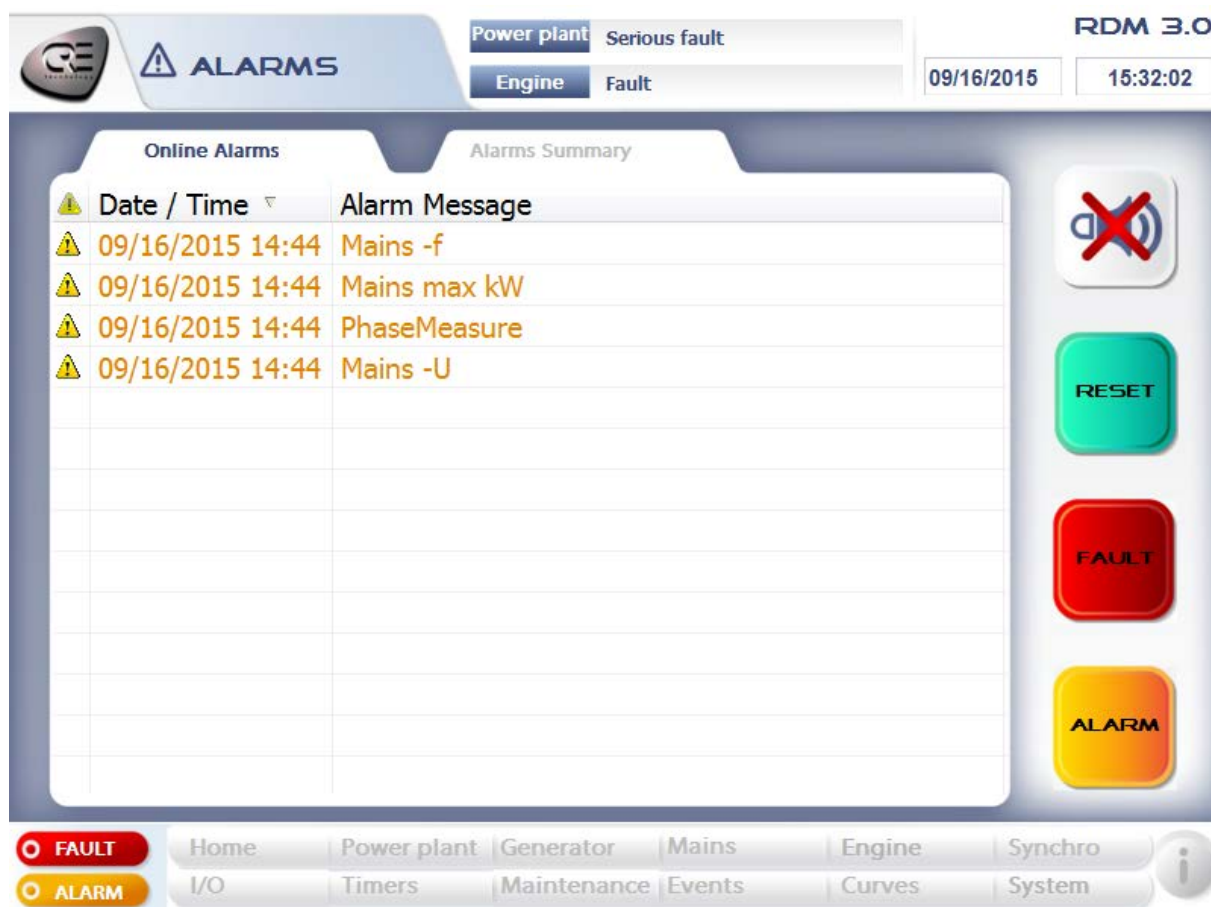 CRE
ALARMS
Power plant Serious fault
Engine Fault
RDM 3.0
09/16/2015 15:32:02
Online Alarms Alarms Summary
Date / Time Alarm Message
09/16/2015 14:44 Mains -f
09/16/2015 14:44 Mains max kW
09/16/2015 14:44 PhaseMeasure
09/16/2015 14:44 Mains -U
RESET
FAULT
ALARM
FAULT Home Power plant Generator Mains Engine Synchro
ALARM I/O Timers Maintenance Events Curves System
i